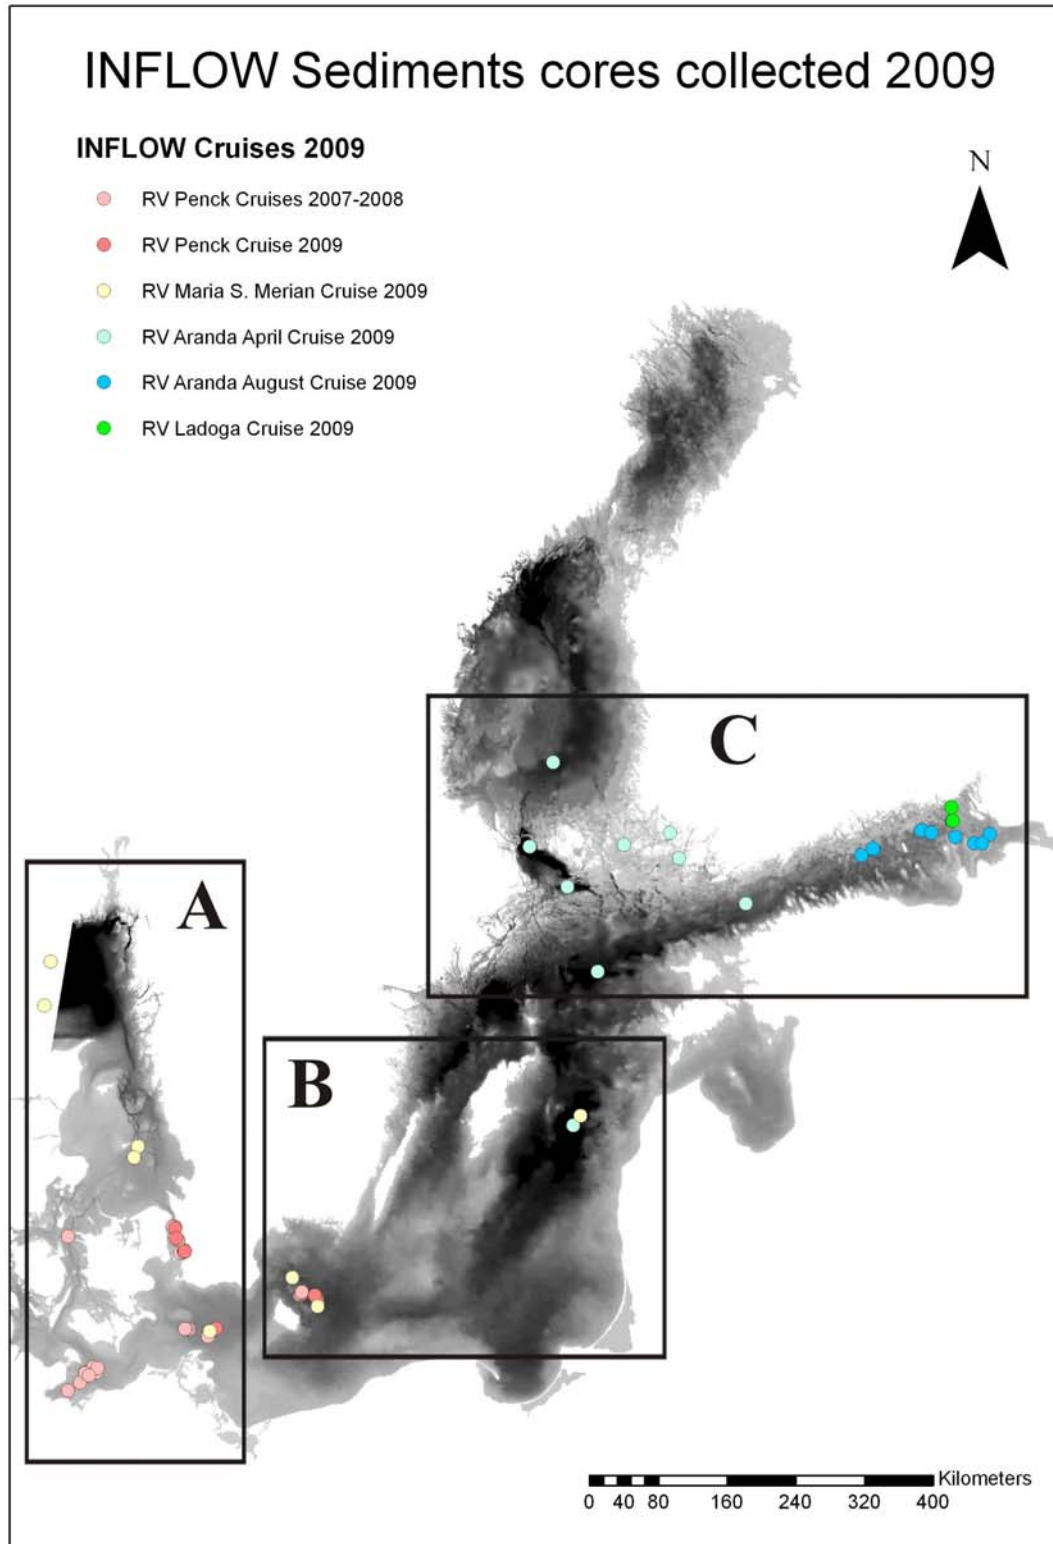 INFLOW Sediments cores collected 2009
INFLOW Cruises 2009
N
RV Penck Cruises 2007-2008
RV Penck Cruise 2009
RV Maria S. Merian Cruise 2009
RV Aranda April Cruise 2009
RV Aranda August Cruise 2009
RV Ladoga Cruise 2009
C
A
B
Kilometers
0 40 80 160 240 320 400